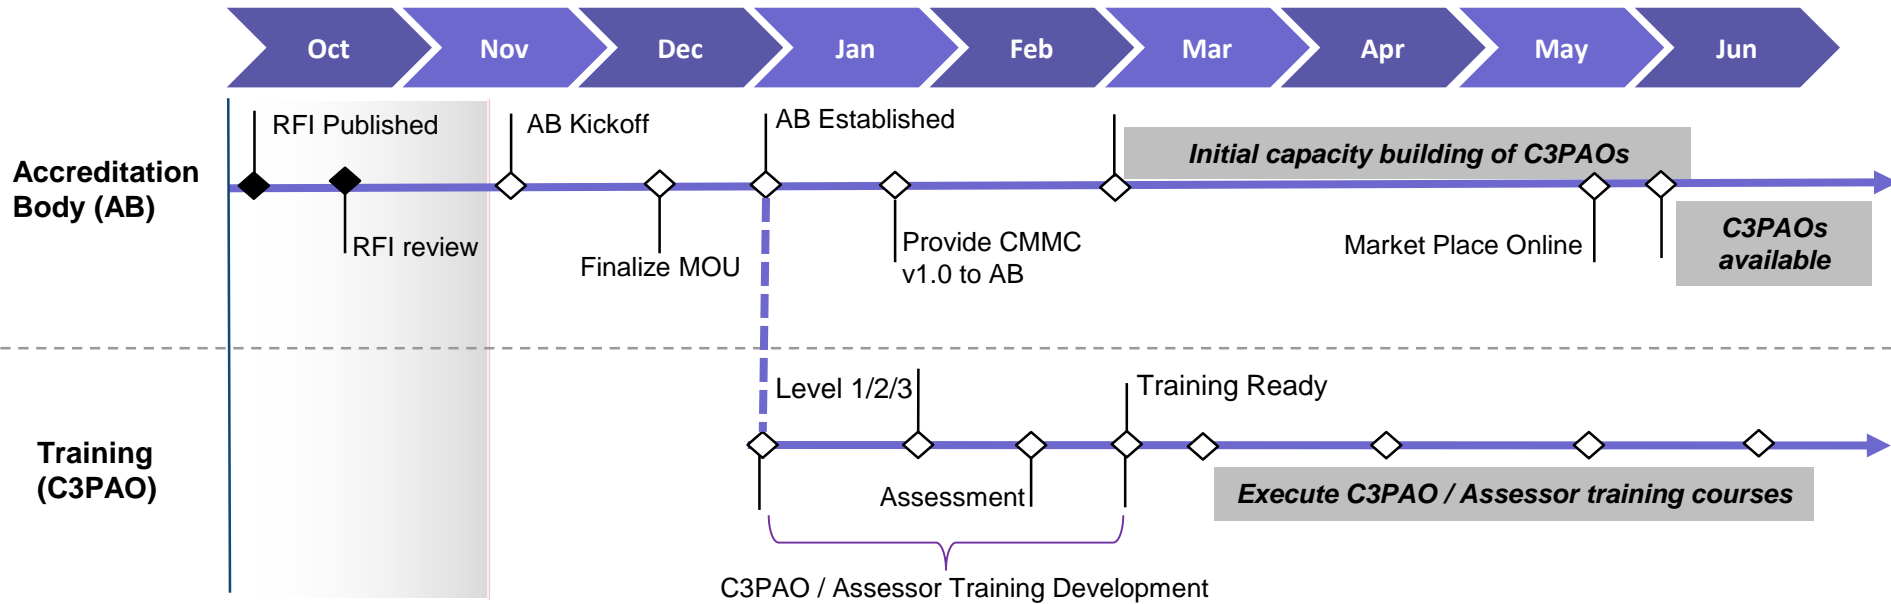 Oct
Nov
Dec
Jan
Feb
Mar
Apr
May
Jun
Accreditation
Body (AB)
RFI Published
RFI review
AB Kickoff
Finalize MOU
AB Established
Provide CMMC
v1.0 to AB
Initial capacity building of C3PAOs
Market Place Online
C3PAOs
available
Training
(C3PAO)
Level 1/2/3
Assessment
Training Ready
Execute C3PAO / Assessor training courses
C3PAO / Assessor Training Development